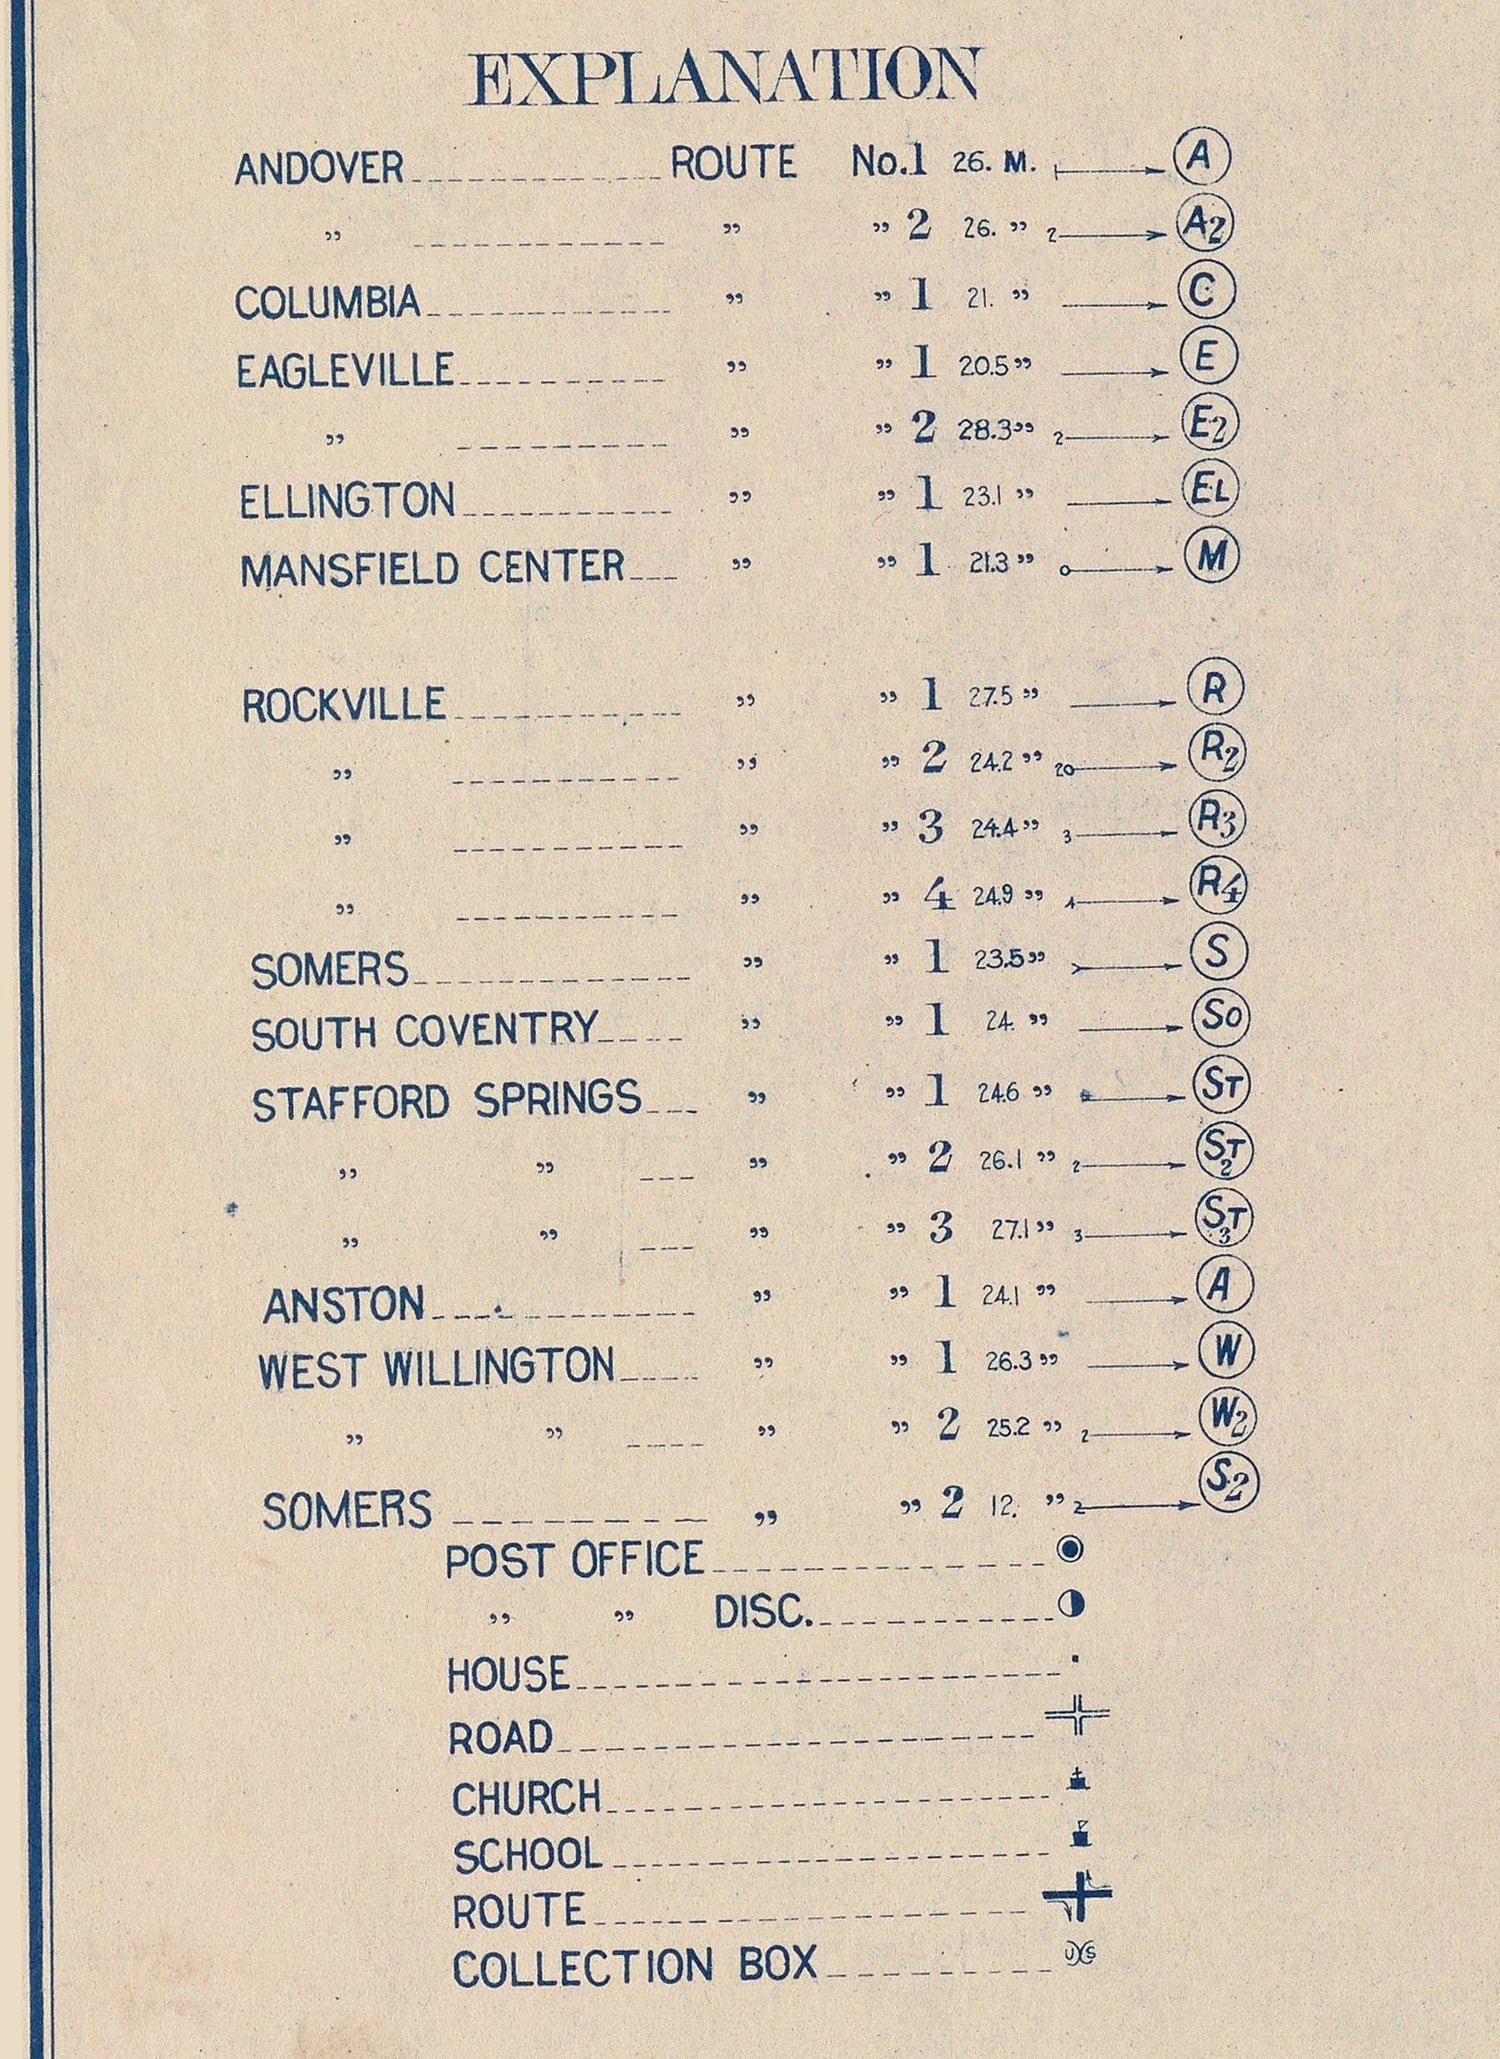 EXPLANATION
ANDOVER ROUTE No. 1 26. M. A
” ” ” 2 26. ” 2 A2
COLUMBIA ” ” 1 21. ” C
EAGLEVILLE ” ” 1 20.5 ” E
” ” ” 2 28.3 ” 2 E2
ELLINGTON ” ” 1 23.1 ” EL
MANSFIELD CENTER ” ” 1 21.3 ” M
ROCKVILLE ” ” 1 27.5 ” R
” ” ” 2 24.2 ” 2 R2
” ” ” 3 24.4 ” 3 R3
” ” ” 4 24.9 ” 4 R4
SOMERS ” ” 1 23.5 ” S
SOUTH COVENTRY ” ” 1 24. ” SO
STAFFORD SPRINGS ” ” 1 24.6 ” ST
” ” ” ” 2 26.1 ” 2 ST2
” ” ” ” 3 27.1 ” 3 ST3
ANSTON ” ” 1 24.1 ” A
WEST WILLINGTON ” ” 1 26.3 ” W
” ” ” ” 2 25.2 ” 2 W2
SOMERS ” ” 2 12. ” 2 S2
POST OFFICE
” ” DISC.
HOUSE
ROAD
CHURCH
SCHOOL
ROUTE
COLLECTION BOX US